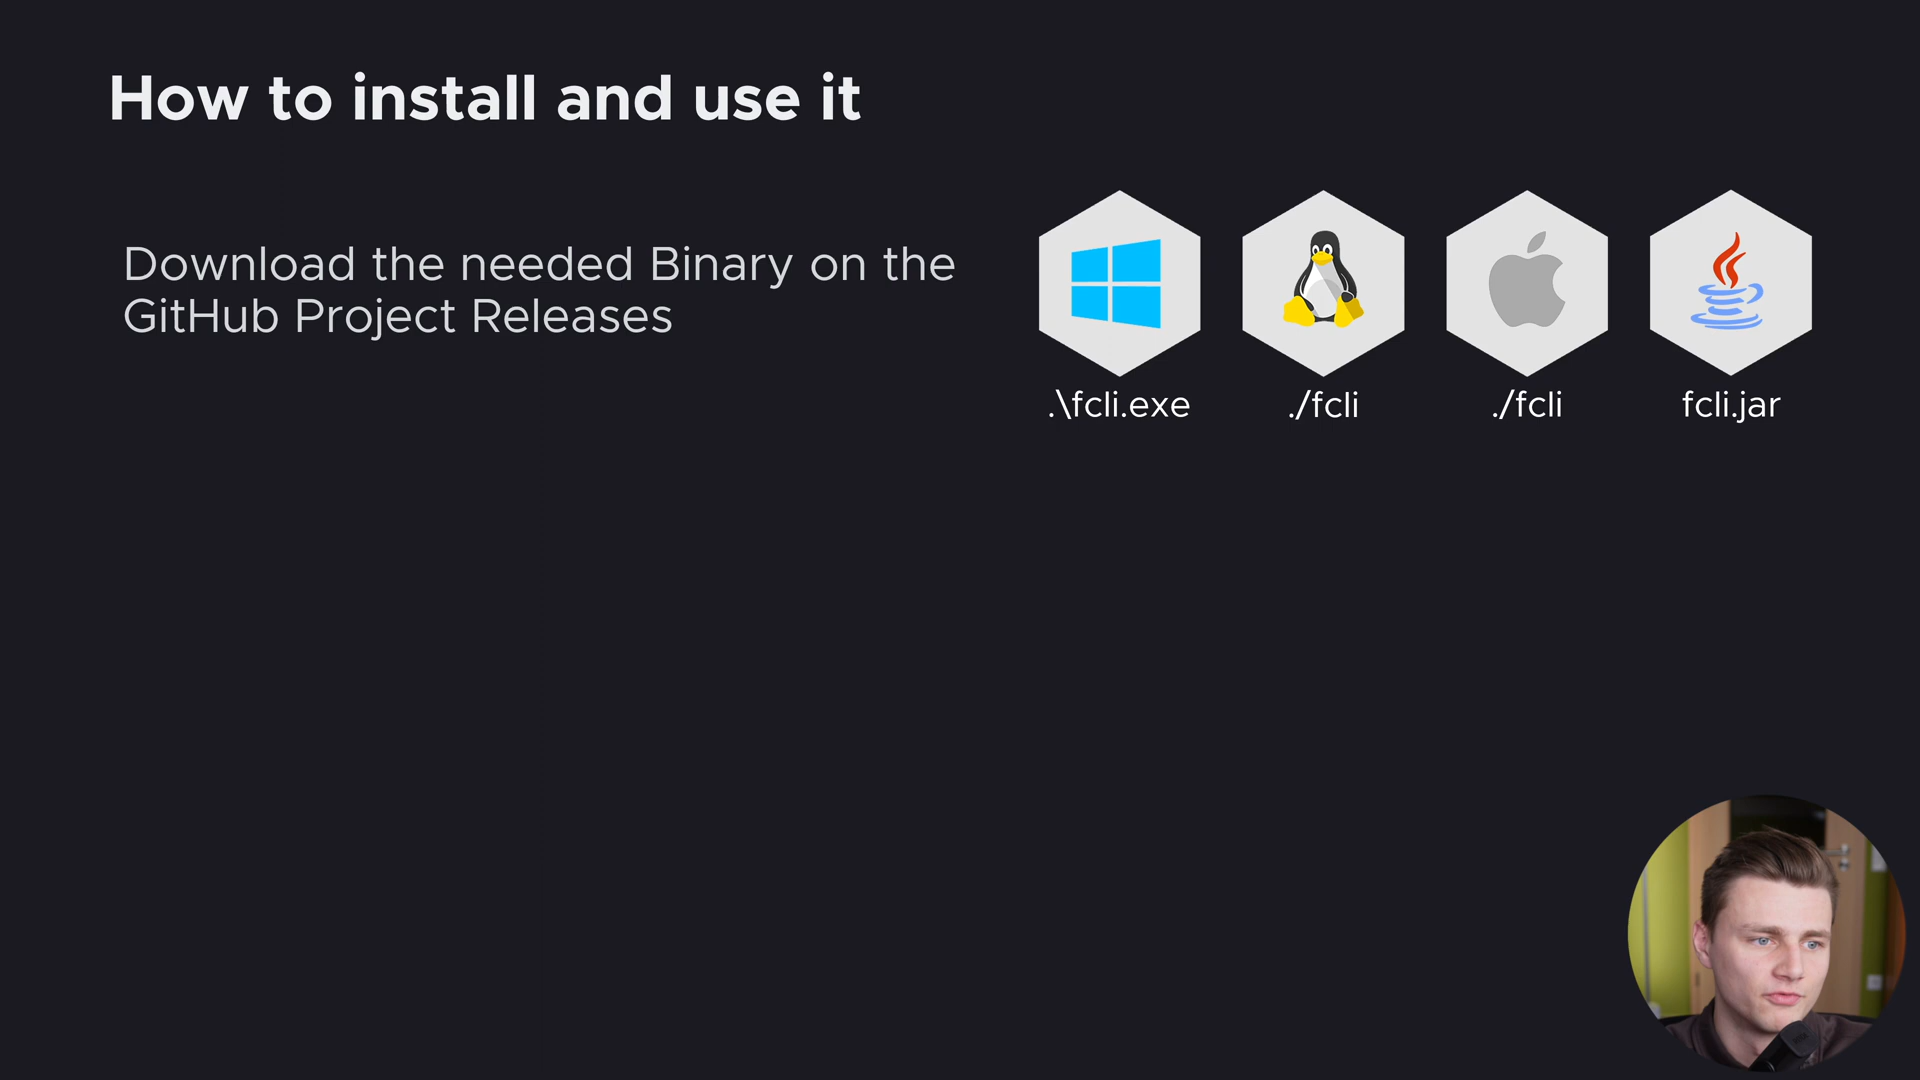 How to install and use it
Download the needed Binary on the
GitHub Project Releases
.\fcli.exe
./fcli
./fcli
fcli.jar